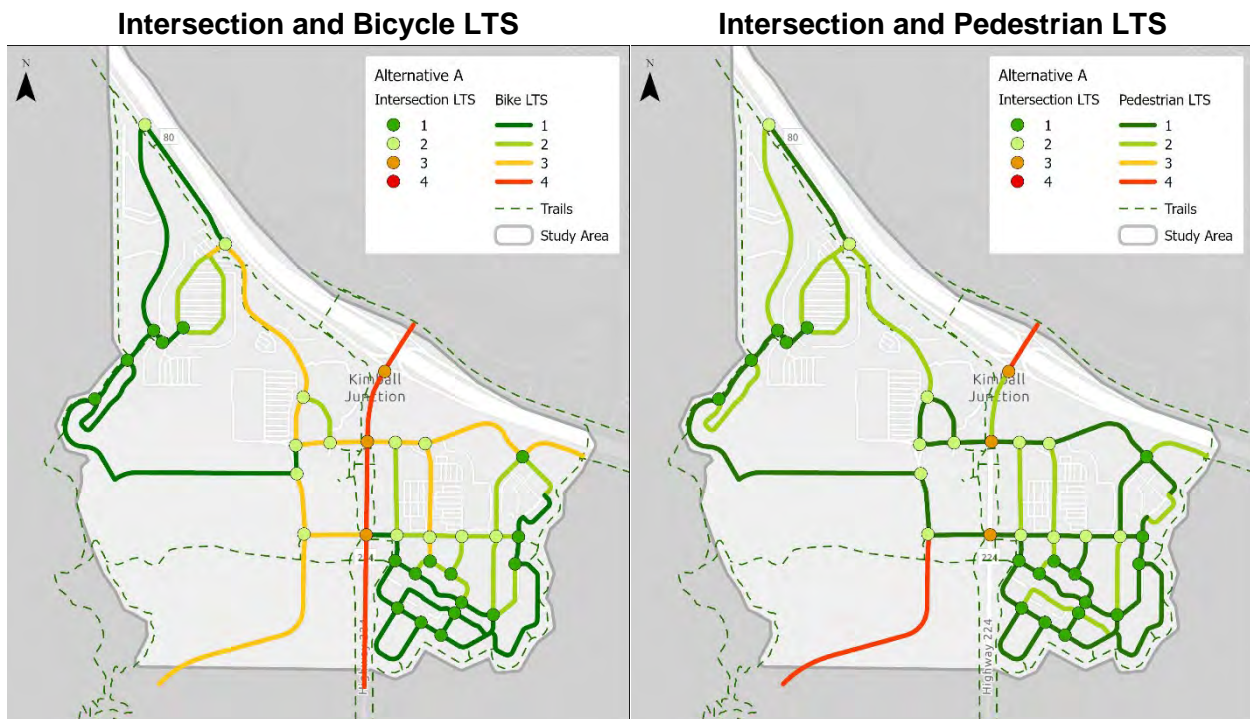 Intersection and Bicycle LTS
N
Alternative A
Intersection LTS Bike LTS
1 1
2 2
3 3
4 4
Trails
Study Area
80
Kimball
Junction
224
Intersection and Pedestrian LTS
N
Alternative A
Intersection LTS Pedestrian LTS
1 1
2 2
3 3
4 4
Trails
Study Area
80
Kimball
Junction
224
Highway 224